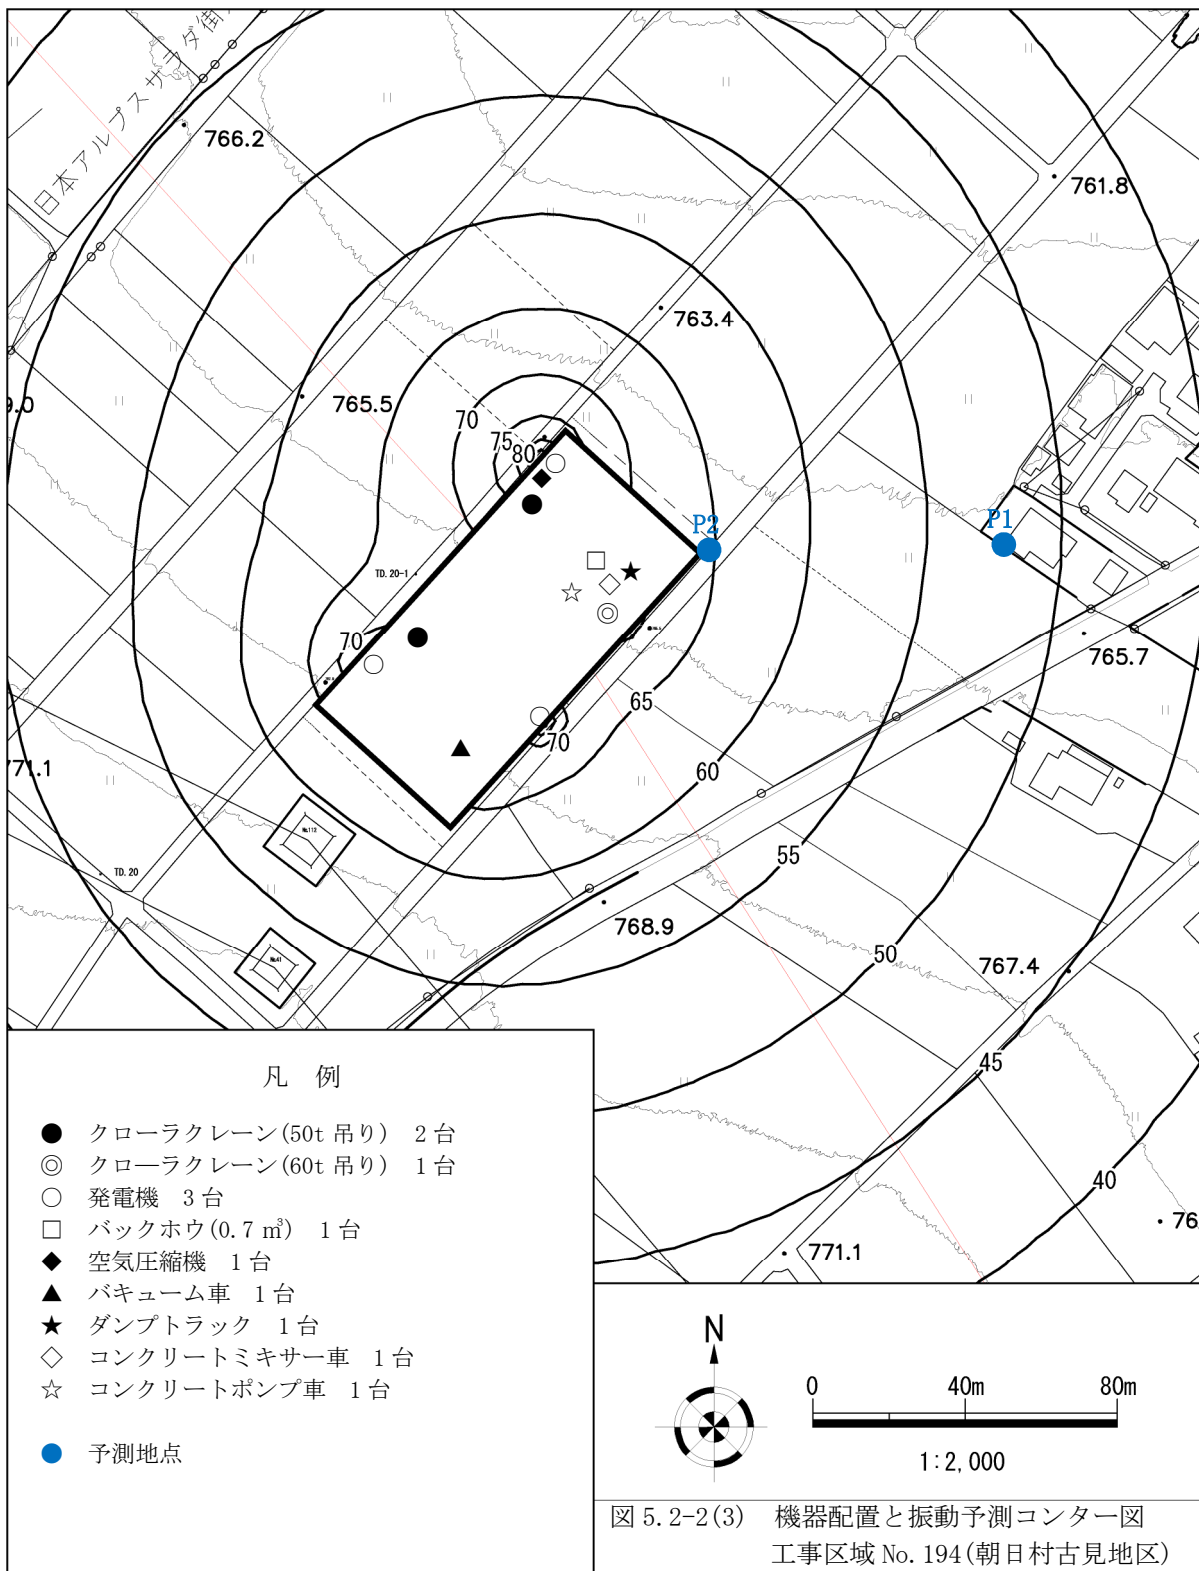 日本アルプスサラダ街
766.2
761.8
763.4
765.5
9.0
70
75
80
P2
P1
TD.20-1
70
765.7
65
70
771.1
60
No.112
55
TD.20
768.9
50
767.4
No.41
45
40
76
771.1
凡 例
● クローラクレーン(50t 吊り) 2台
◎ クローラクレーン(60t 吊り) 1台
○ 発電機 3台
□ バックホウ(0.7 ㎥) 1台
◆ 空気圧縮機 1台
▲ バキューム車 1台
★ ダンプトラック 1台
◇ コンクリートミキサー車 1台
☆ コンクリートポンプ車 1台
● 予測地点
N
0 40m 80m
1:2,000
図 5.2-2(3) 機器配置と振動予測コンター図
工事区域 No.194(朝日村古見地区)